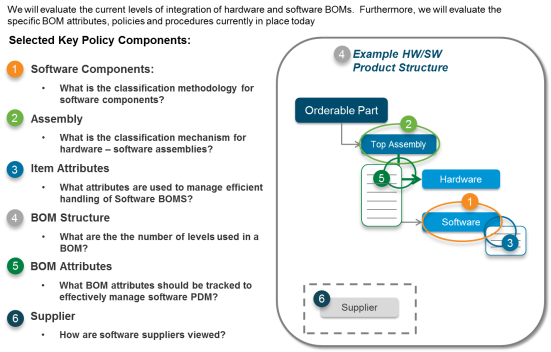 We will evaluate the current levels of integration of hardware and software BOMs.  Furthermore, we will evaluate the
specific BOM attributes, policies and procedures currently in place today
Selected Key Policy Components:
1 Software Components:
• What is the classification methodology for
software components?
2 Assembly
• What is the classification mechanism for
hardware – software assemblies?
3 Item Attributes
• What attributes are used to manage efficient
handling of Software BOMS?
4 BOM Structure
• What are the the number of levels used in a
BOM?
5 BOM Attributes
• What BOM attributes should be tracked to
effectively manage software PDM?
6 Supplier
• How are software suppliers viewed?
4 Example HW/SW
Product Structure
Orderable Part
2
Top Assembly
5
Hardware
1
Software
3
6
Supplier